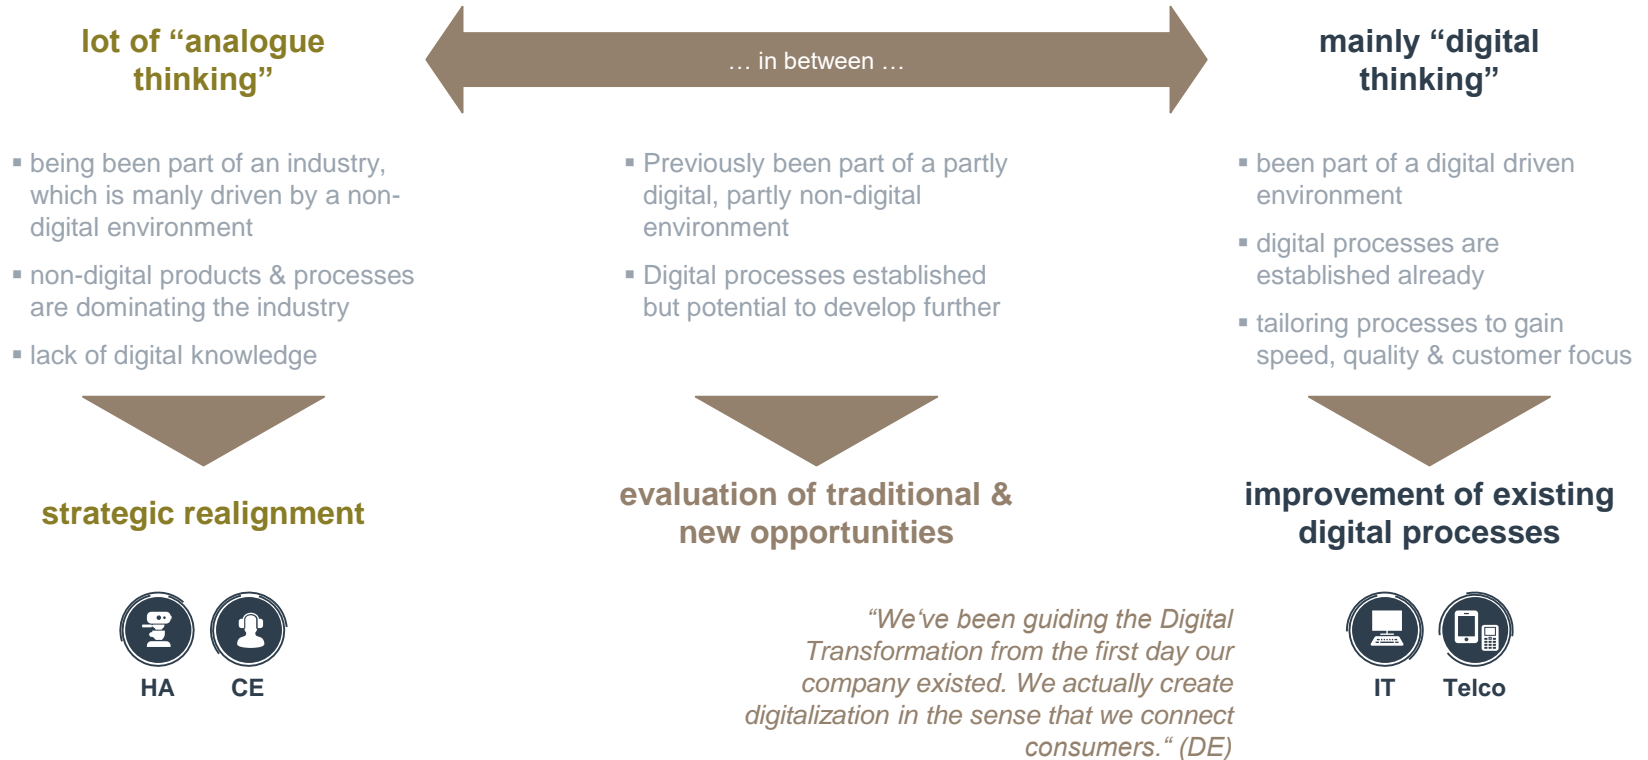 lot of “analogue
thinking”
… in between …
mainly “digital
thinking”
▪ being been part of an industry,
which is manly driven by a non-
digital environment
▪ non-digital products & processes
are dominating the industry
▪ lack of digital knowledge
▪ Previously been part of a partly
digital, partly non-digital
environment
▪ Digital processes established
but potential to develop further
▪ been part of a digital driven
environment
▪ digital processes are
established already
▪ tailoring processes to gain
speed, quality & customer focus
strategic realignment
evaluation of traditional &
new opportunities
improvement of existing
digital processes
HA
CE
“We’ve been guiding the Digital
Transformation from the first day our
company existed. We actually create
digitalization in the sense that we connect
consumers.“ (DE)
IT
Telco